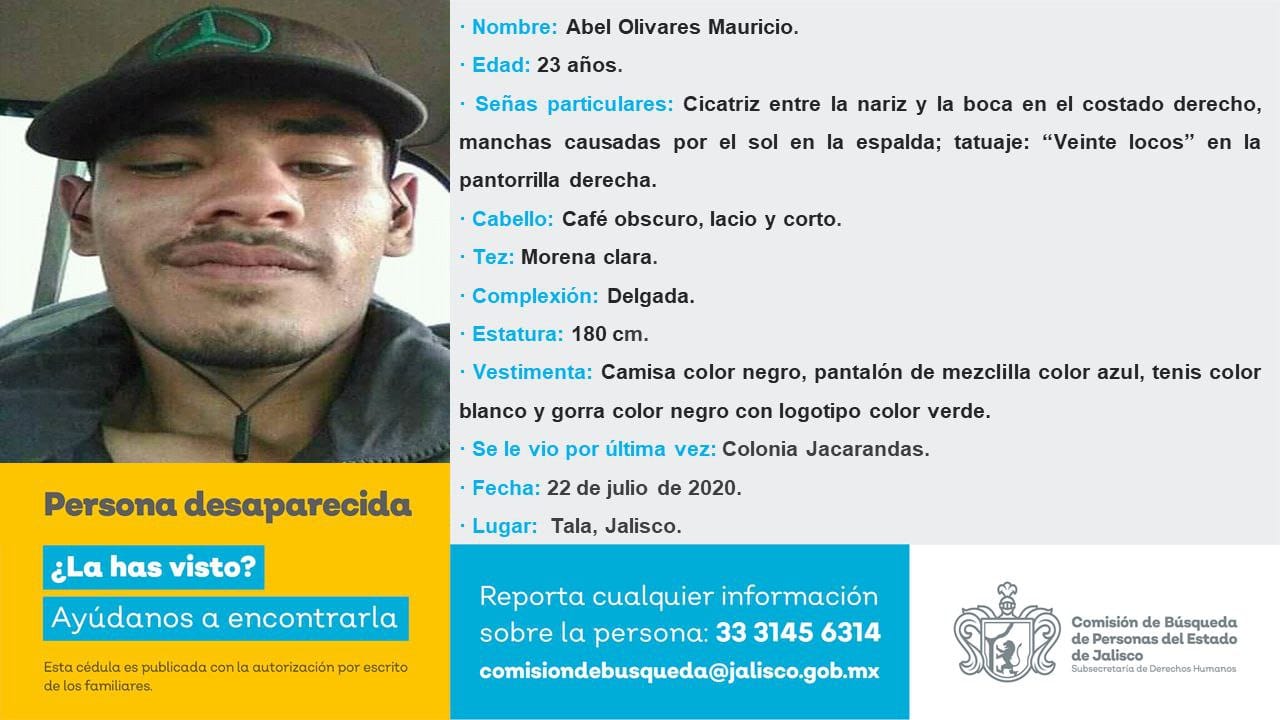 · Nombre: Abel Olivares Mauricio.
· Edad: 23 años.
· Señas particulares: Cicatriz entre la nariz y la boca en el costado derecho,
manchas causadas por el sol en la espalda; tatuaje: “Veinte locos” en la
pantorrilla derecha.
· Cabello: Café obscuro, lacio y corto.
· Tez: Morena clara.
· Complexión: Delgada.
· Estatura: 180 cm.
· Vestimenta: Camisa color negro, pantalón de mezclilla color azul, tenis color
blanco y gorra color negro con logotipo color verde.
· Se le vio por última vez: Colonia Jacarandas.
· Fecha: 22 de julio de 2020.
· Lugar: Tala, Jalisco.
Persona desaparecida
¿La has visto?
Ayúdanos a encontrarla
Esta cédula es publicada con la autorización por escrito
de los familiares.
Reporta cualquier información
sobre la persona: 33 3145 6314
comisiondebusqueda@jalisco.gob.mx
Comisión de Búsqueda
de Personas del Estado
de Jalisco
Subsecretaría de Derechos Humanos